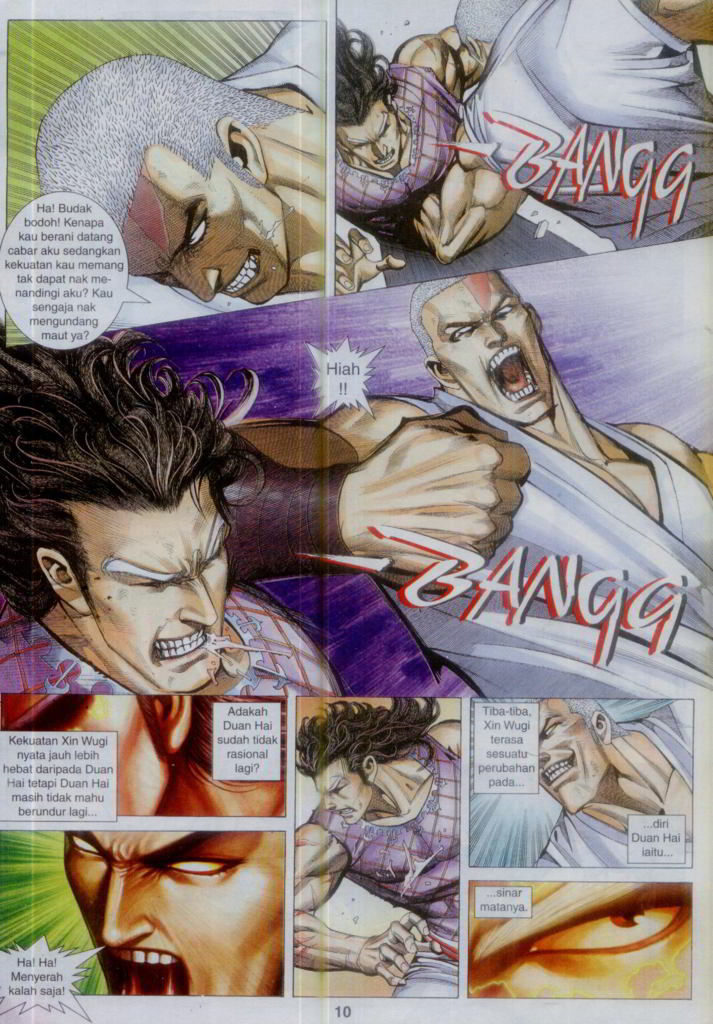 Ha! Budak
bodoh! Kenapa
kau berani datang
cabar aku sedangkan
kekuatan kau memang
tak dapat nak me-
nandingi aku? Kau
sengaja nak
mengundang
maut ya?
BANGG
Hiah
!!
BANGG
Kekuatan Xin Wugi
nyata jauh lebih
hebat daripada Duan
Hai tetapi Duan Hai
masih tidak mahu
berundur lagi...
Adakah
Duan Hai
sudah tidak
rasional
lagi?
Ha! Ha!
Menyerah
kalah saja!
Tiba-tiba,
Xin Wugi
terasa
sesuatu
perubahan
pada...
...diri
Duan Hai
iaitu...
...sinar
matanya.
10